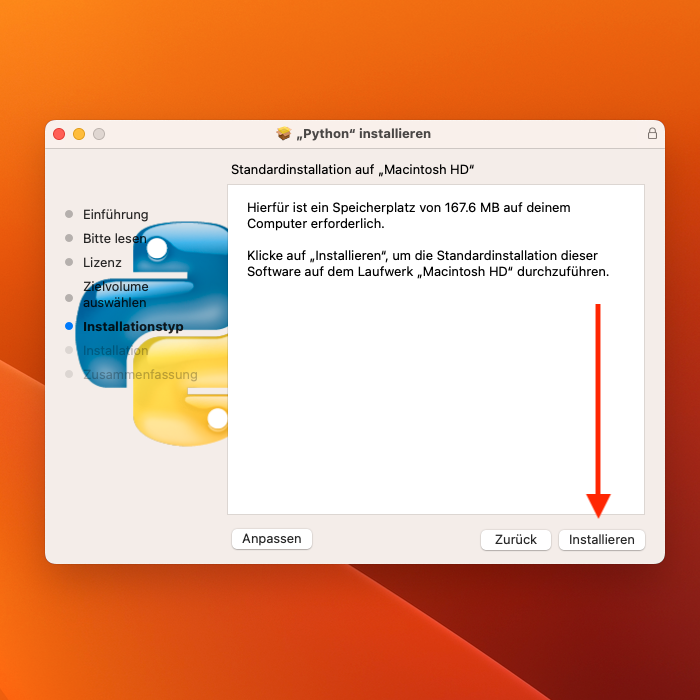 „Python“ installieren
Standardinstallation auf „Macintosh HD“
Einführung
Bitte lesen
Lizenz
Zielvolume
auswählen
Installationstyp
Installation
Zusammenfassung
Hierfür ist ein Speicherplatz von 167.6 MB auf deinem
Computer erforderlich.
Klicke auf „Installieren“, um die Standardinstallation dieser
Software auf dem Laufwerk „Macintosh HD“ durchzuführen.
Anpassen
Zurück
Installieren